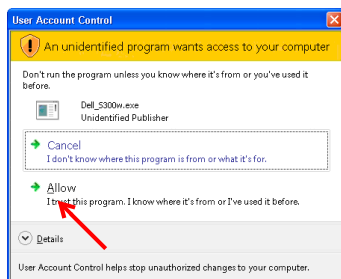 User Account Control
An unidentified program wants access to your computer
Don't run the program unless you know where it's from or you've used it
before.
Dell_5300w.exe
Unidentified Publisher
Cancel
I don't know where this program is from or what it's for.
Allow
I trust this program. I know where it's from or I've used it before.
Details
User Account Control helps stop unauthorized changes to your computer.